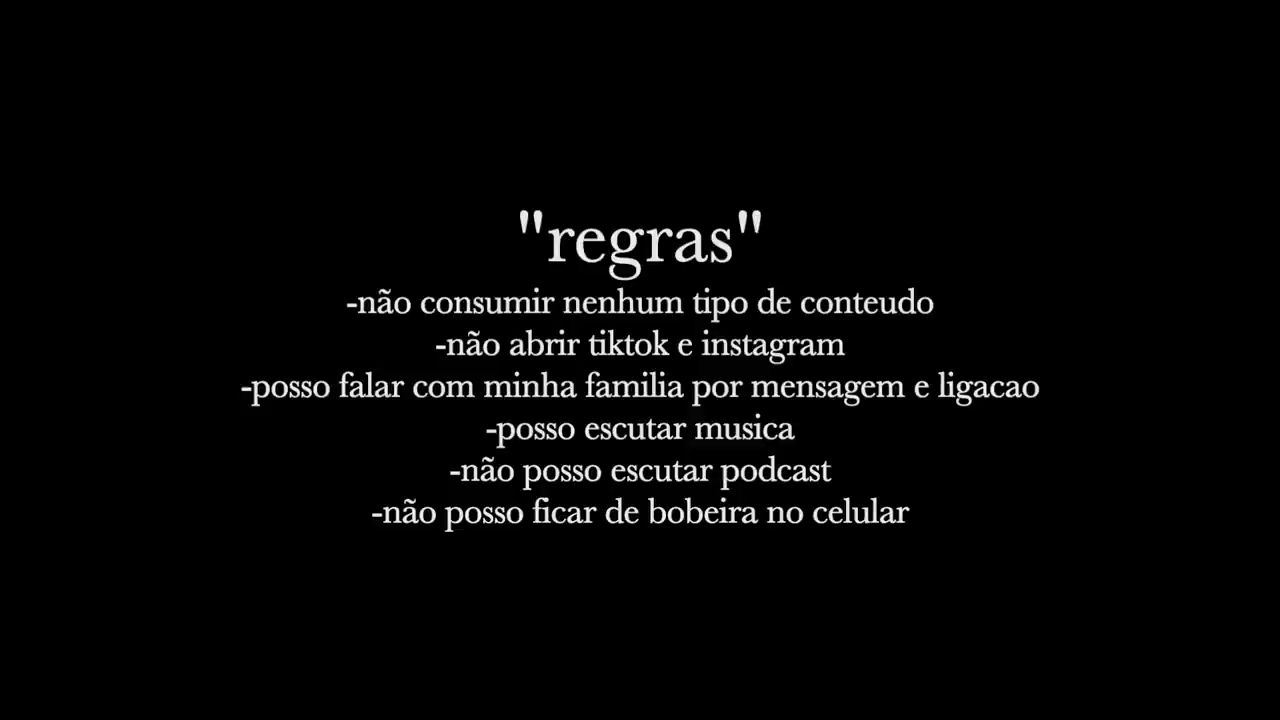 "regras"
-não consumir nenhum tipo de conteudo
-não abrir tiktok e instagram
-posso falar com minha familia por mensagem e ligacao
-posso escutar musica
-não posso escutar podcast
-não posso ficar de bobeira no celular